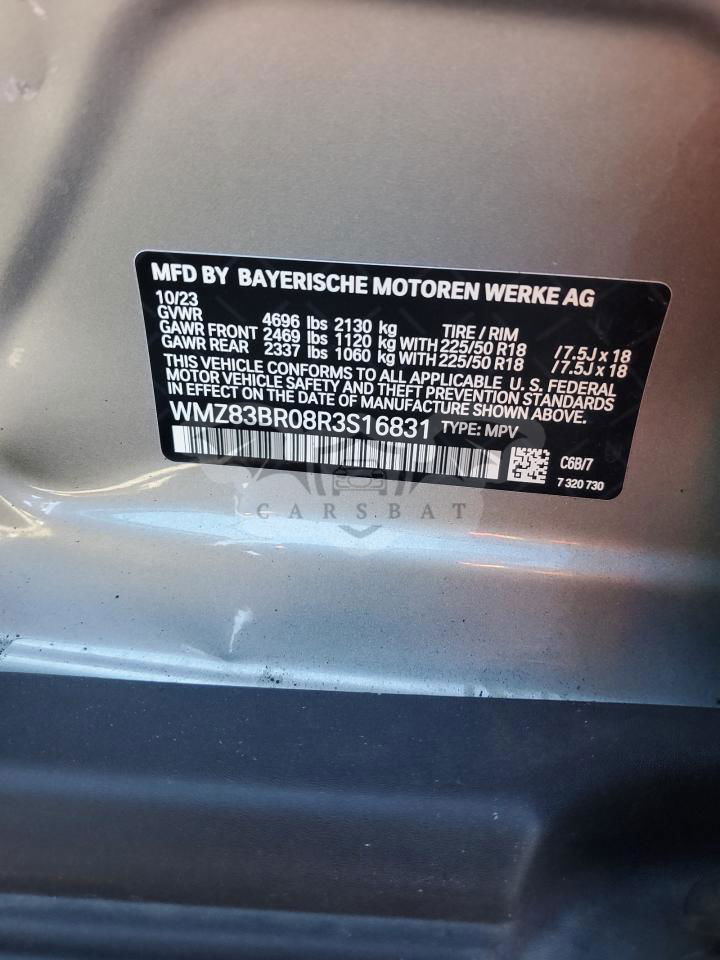 MFD BY BAYERISCHE MOTOREN WERKE AG
10/23
GVWR 4696 lbs 2130 kg TIRE / RIM
GAWR FRONT 2469 lbs 1120 kg WITH 225/50 R18 /7.5J x 18
GAWR REAR 2337 lbs 1060 kg WITH 225/50 R18 /7.5J x 18
THIS VEHICLE CONFORMS TO ALL APPLICABLE U.S. FEDERAL
MOTOR VEHICLE SAFETY AND THEFT PREVENTION STANDARDS
IN EFFECT ON THE DATE OF MANUFACTURE SHOWN ABOVE.
WMZ83BR08R3S16831 TYPE: MPV
C6B/7
7 320 730
CARSBAT